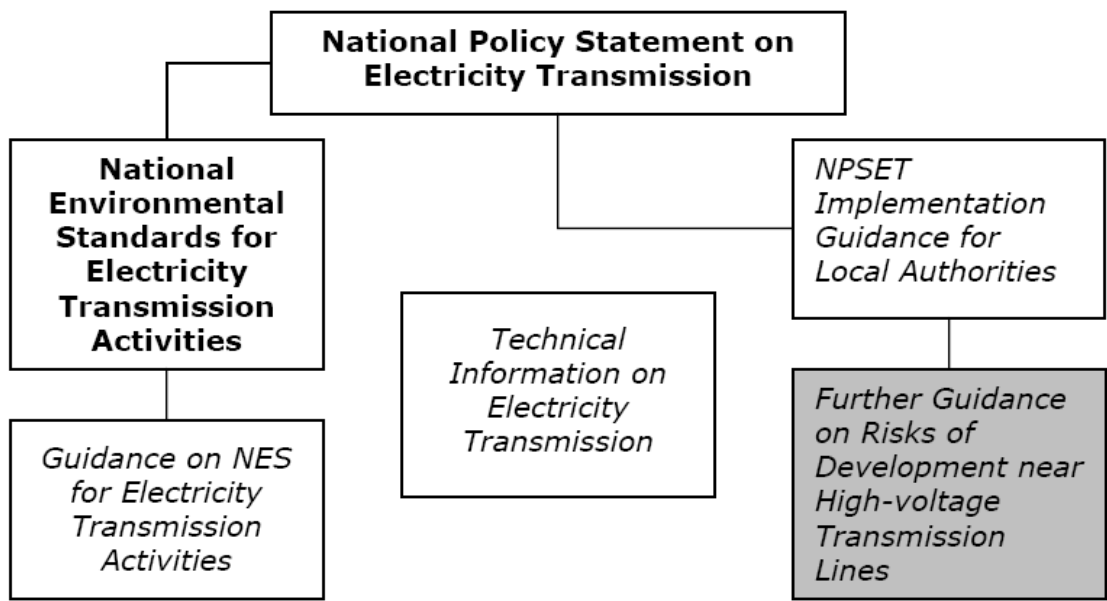 National Policy Statement on
Electricity Transmission
National
Environmental
Standards for
Electricity
Transmission
Activities
NPSET
Implementation
Guidance for
Local Authorities
Technical
Information on
Electricity
Transmission
Guidance on NES
for Electricity
Transmission
Activities
Further Guidance
on Risks of
Development near
High-voltage
Transmission
Lines